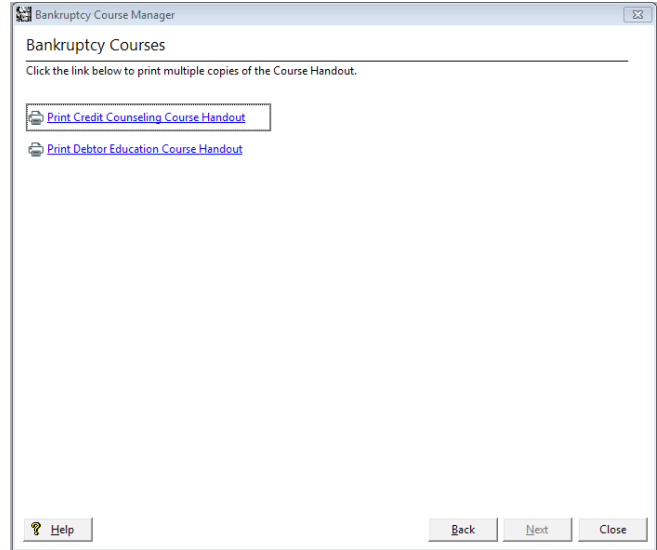 Bankruptcy Course Manager
Bankruptcy Courses
Click the link below to print multiple copies of the Course Handout.
Print Credit Counseling Course Handout
Print Debtor Education Course Handout
? Help Back Next Close